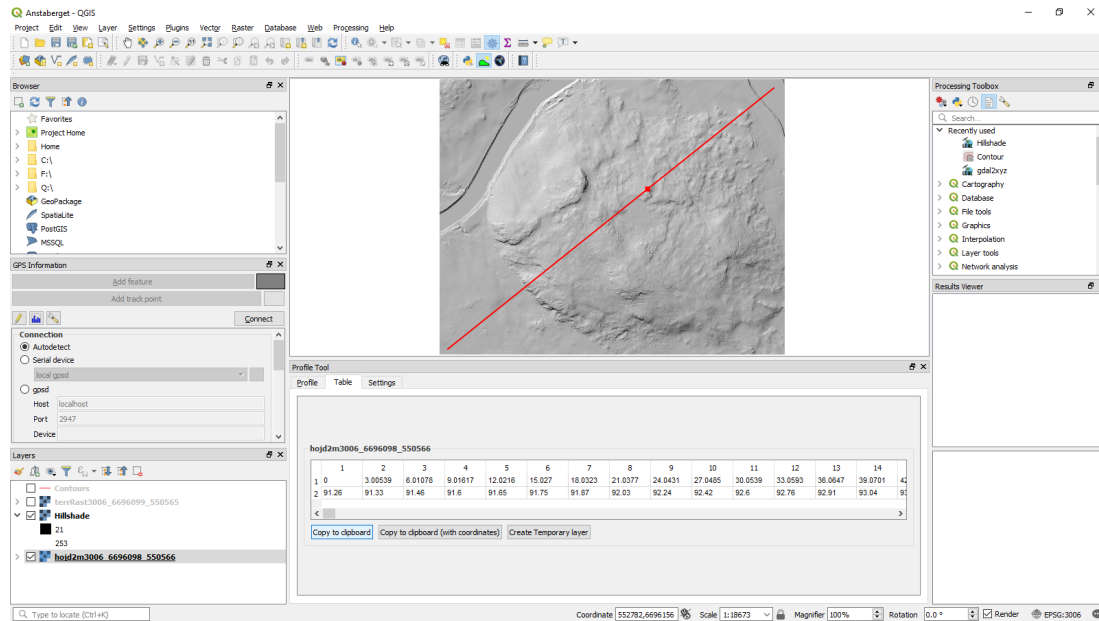 Anstaberget - QGIS
Project Edit View Layer Settings Plugins Vector Raster Database Web Processing Help
Browser
Favorites
Project Home
Home
C:\
F:\
Q:\
GeoPackage
SpatiaLite
PostGIS
MSSQL
GPS Information
Add feature
Add track point
Connect
Connection
Autodetect
Serial device
local gpsd
gpsd
Host localhost
Port 2947
Device
Layers
Contours
terrRast3006_6696099_550565
Hillshade
21
253
hojd2m3006_6696098_550566
Profile Tool
Profile Table Settings
hojd2m3006_6696098_550566
1 2 3 4 5 6 7 8 9 10 11 12 13 14
1 0 3.00539 6.01078 9.01617 12.0216 15.027 18.0323 21.0377 24.0431 27.0485 30.0539 33.0593 36.0647 39.0701 42
2 91.26 91.33 91.46 91.6 91.65 91.75 91.87 92.03 92.24 92.42 92.6 92.76 92.91 93.04 93
Copy to clipboard Copy to clipboard (with coordinates) Create Temporary layer
Processing Toolbox
Search...
Recently used
Hillshade
Contour
gdal2xyz
Cartography
Database
File tools
Graphics
Interpolation
Layer tools
Network analysis
Results Viewer
Type to locate (Ctrl+K)
Coordinate 552782,6696156 Scale 1:18673 Magnifier 100% Rotation 0.0 ° Render EPSG:3006